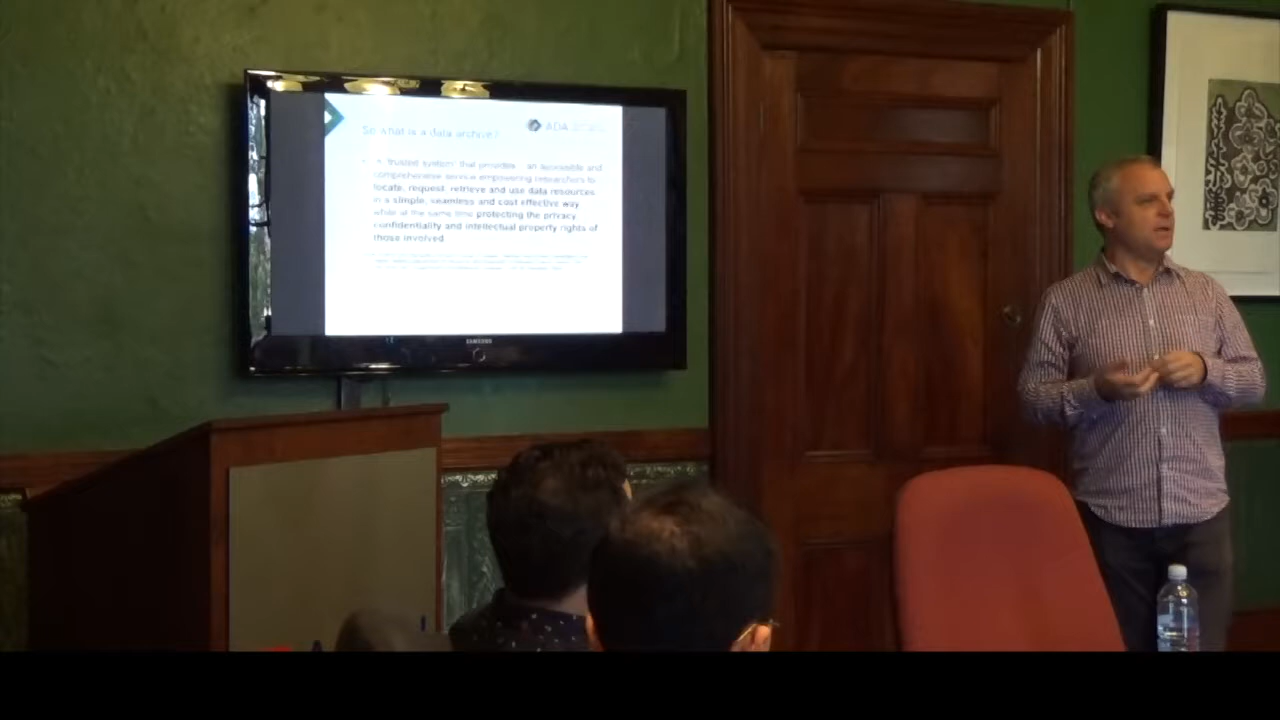 So what is a data archive?
ADA
A 'trusted system' that provides an accessible and
comprehensive service empowering researchers to
locate, request, retrieve and use data resources
in a simple, seamless and cost effective way
while at the same time protecting the privacy,
confidentiality and intellectual property rights of
those involved
SAMSUNG